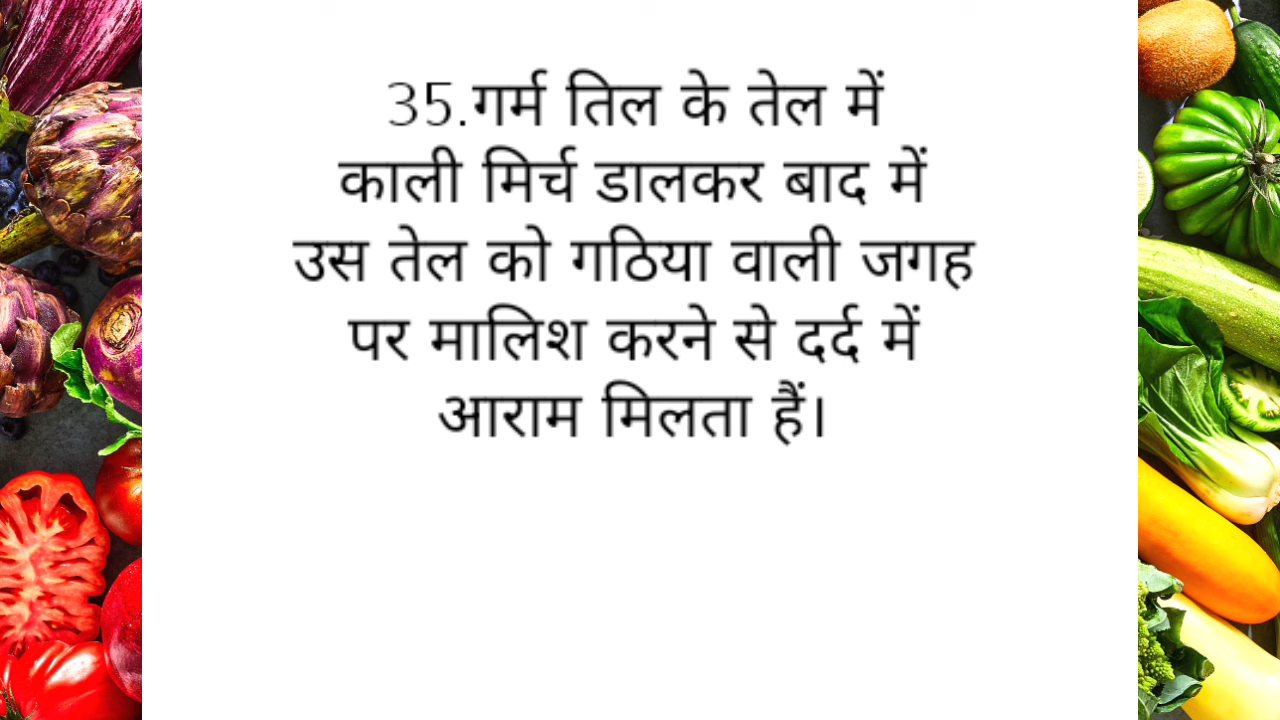 35.गर्म तिल के तेल में
काली मिर्च डालकर बाद में
उस तेल को गठिया वाली जगह
पर मालिश करने से दर्द में
आराम मिलता हैं।